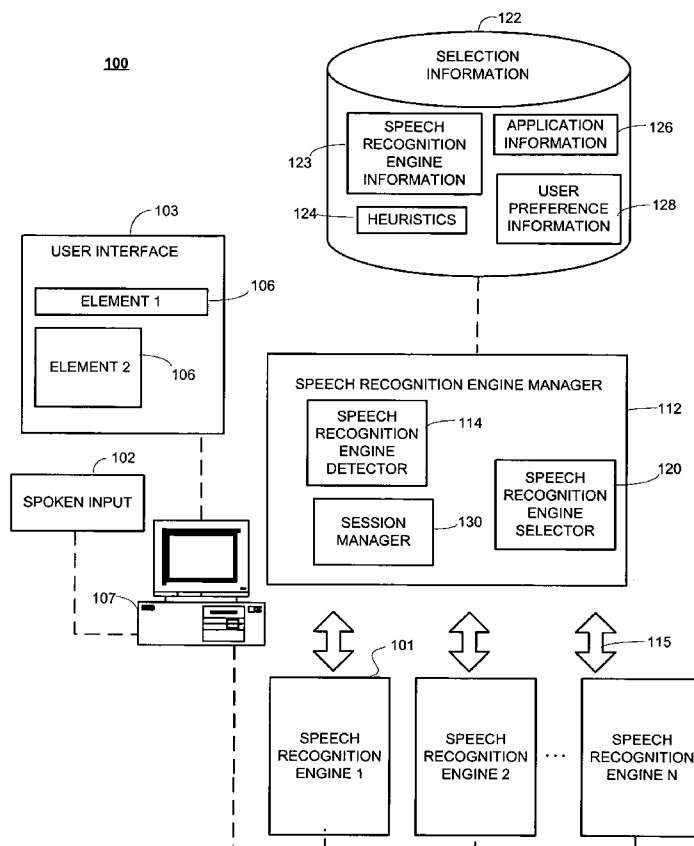 122
100
SELECTION
INFORMATION
SPEECH
RECOGNITION
ENGINE
INFORMATION
123
APPLICATION
INFORMATION
126
124
HEURISTICS
USER
PREFERENCE
INFORMATION
128
103
USER INTERFACE
ELEMENT 1
106
ELEMENT 2
106
SPEECH RECOGNITION ENGINE MANAGER
112
SPEECH
RECOGNITION
ENGINE
DETECTOR
114
SPEECH
RECOGNITION
ENGINE
SELECTOR
120
SESSION
MANAGER
130
102
SPOKEN INPUT
107
115
101
SPEECH
RECOGNITION
ENGINE 1
SPEECH
RECOGNITION
ENGINE 2
...
SPEECH
RECOGNITION
ENGINE N